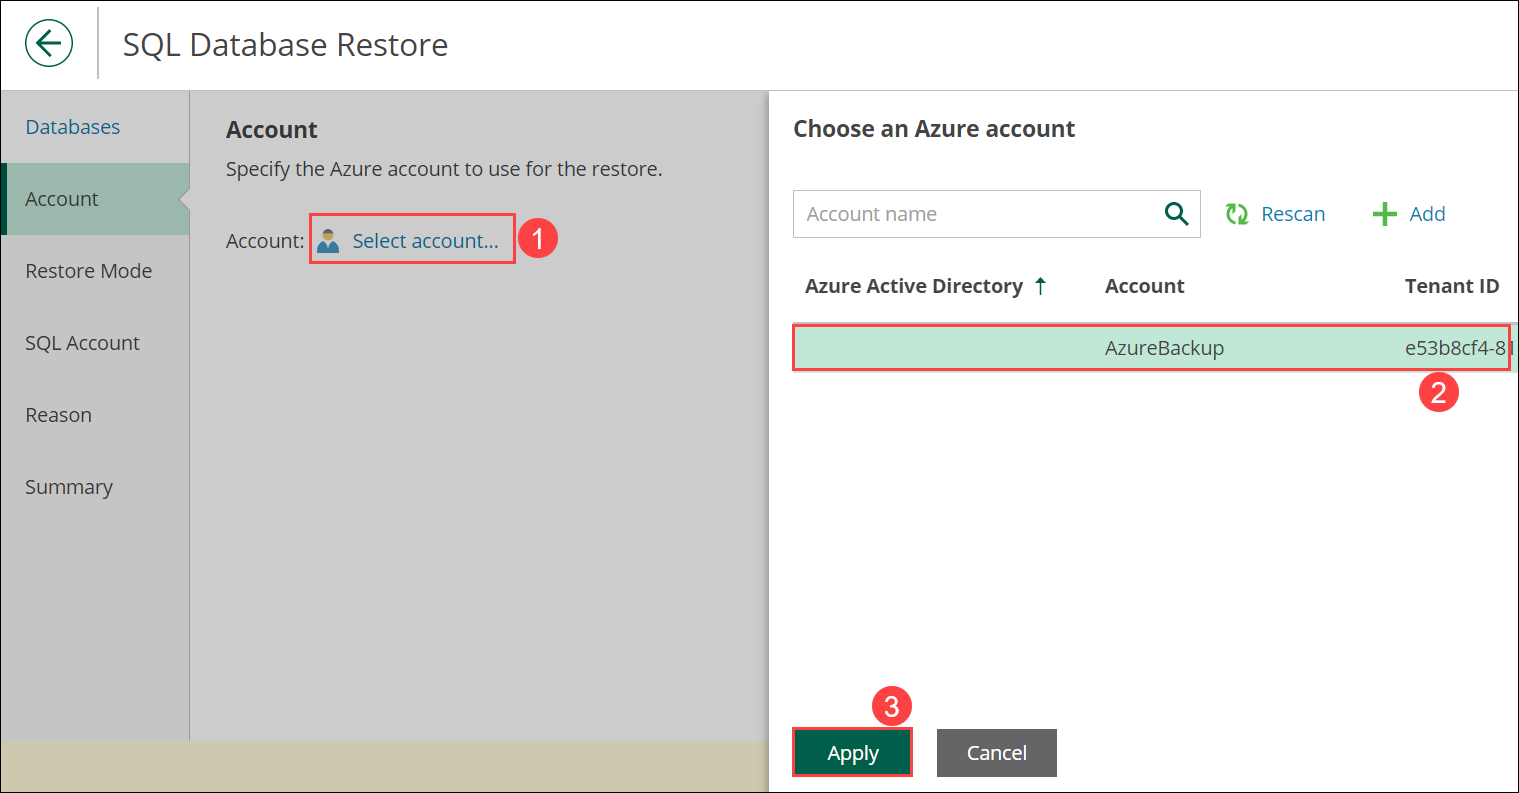 SQL Database Restore
Databases
Account
Restore Mode
SQL Account
Reason
Summary
Account
Specify the Azure account to use for the restore.
Account: Select account... 1
Choose an Azure account
Account name Rescan Add
Azure Active Directory ↑ Account Tenant ID
AzureBackup e53b8cf4-81
2
3
Apply Cancel